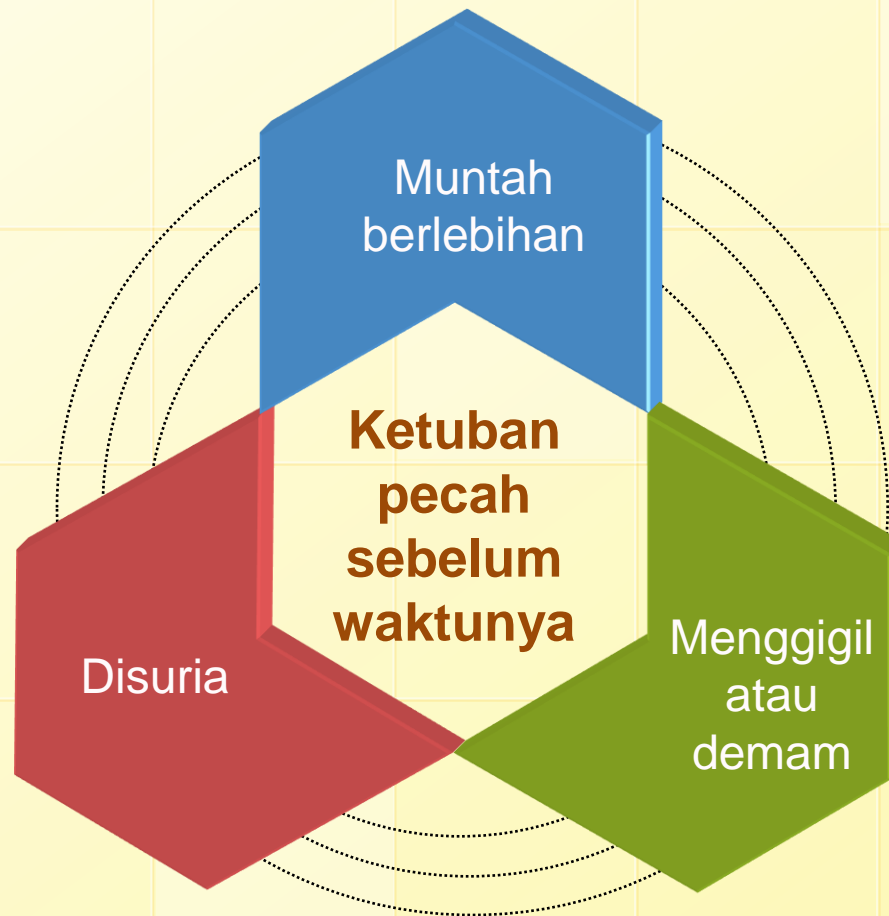 Muntah
berlebihan
Ketuban
pecah
sebelum
waktunya
Disuria
Menggigil
atau
demam